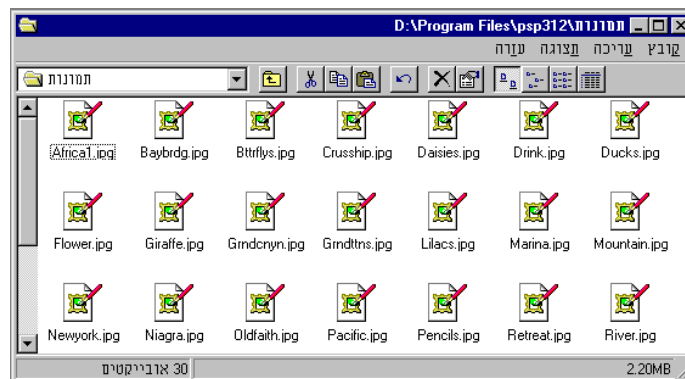 D:\Program Files\psp312\תמונות
קובץ עריכה תצוגה עזרה
תמונות
Africa1.jpg Baybrdg.jpg Bttrflys.jpg Crusship.jpg Daisies.jpg Drink.jpg Ducks.jpg
Flower.jpg Giraffe.jpg Grndcnyn.jpg Grndttns.jpg Lilacs.jpg Marina.jpg Mountain.jpg
Newyork.jpg Niagra.jpg Oldfaith.jpg Pacific.jpg Pencils.jpg Retreat.jpg River.jpg
30 אובייקטים 2.20MB